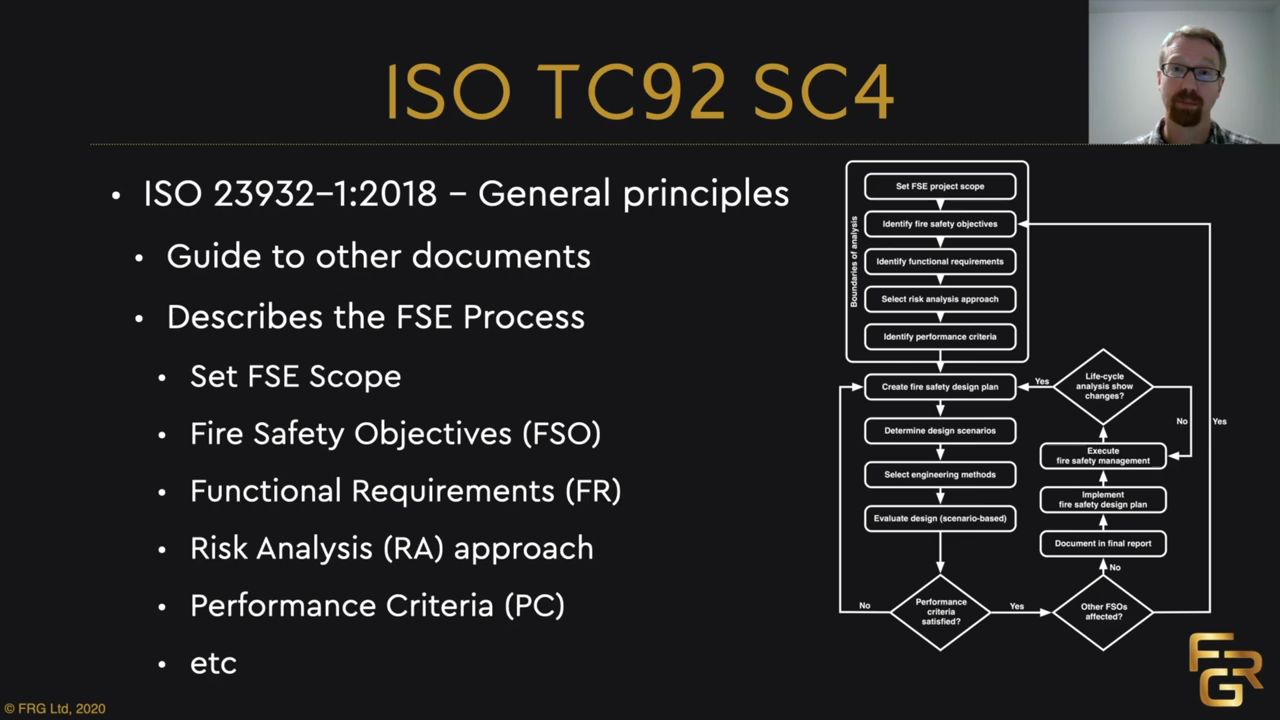 ISO TC92 SC4
• ISO 23932-1:2018 – General principles
• Guide to other documents
• Describes the FSE Process
• Set FSE Scope
• Fire Safety Objectives (FSO)
• Functional Requirements (FR)
• Risk Analysis (RA) approach
• Performance Criteria (PC)
• etc
Boundaries of analysis
Set FSE project scope
Identify fire safety objectives
Identify functional requirements
Select risk analysis approach
Identify performance criteria
Create fire safety design plan
Determine design scenarios
Select engineering methods
Evaluate design (scenario-based)
Performance
criteria
satisfied?
No
Yes
Other FSOs
affected?
Yes
No
Document in final report
Implement
fire safety design plan
Execute
fire safety management
Life-cycle
analysis show
changes?
No
Yes
FRG
© FRG Ltd, 2020